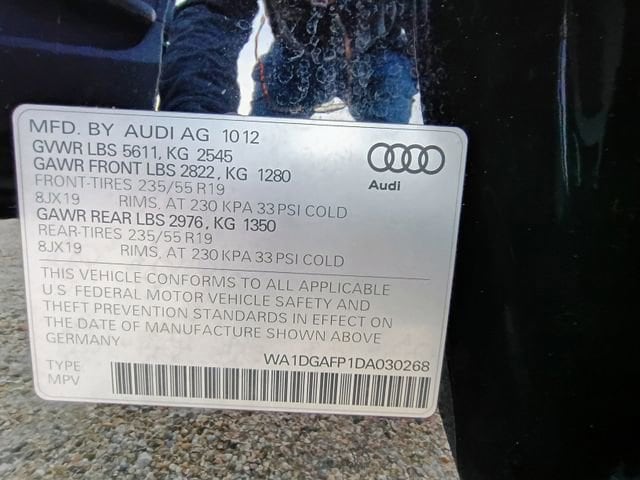 MFD. BY AUDI AG 10 12
GVWR LBS 5611, KG 2545
GAWR FRONT LBS 2822, KG 1280
FRONT-TIRES 235/55 R19
8JX19 RIMS, AT 230 KPA 33 PSI COLD
GAWR REAR LBS 2976, KG 1350
REAR-TIRES 235/55 R19
8JX19 RIMS, AT 230 KPA 33 PSI COLD
Audi
THIS VEHICLE CONFORMS TO ALL APPLICABLE
U S FEDERAL MOTOR VEHICLE SAFETY AND
THEFT PREVENTION STANDARDS IN EFFECT ON
THE DATE OF MANUFACTURE SHOWN ABOVE
GERMANY
WA1DGAFP1DA030268
TYPE
MPV